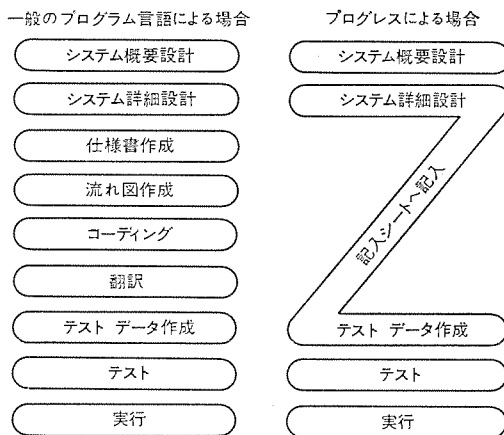 一般のプログラム言語による場合
システム概要設計
システム詳細設計
仕様書作成
流れ図作成
コーディング
翻訳
テスト データ作成
テスト
実行
プログレスによる場合
システム概要設計
システム詳細設計
記入シートへ記入
テスト データ作成
テスト
実行